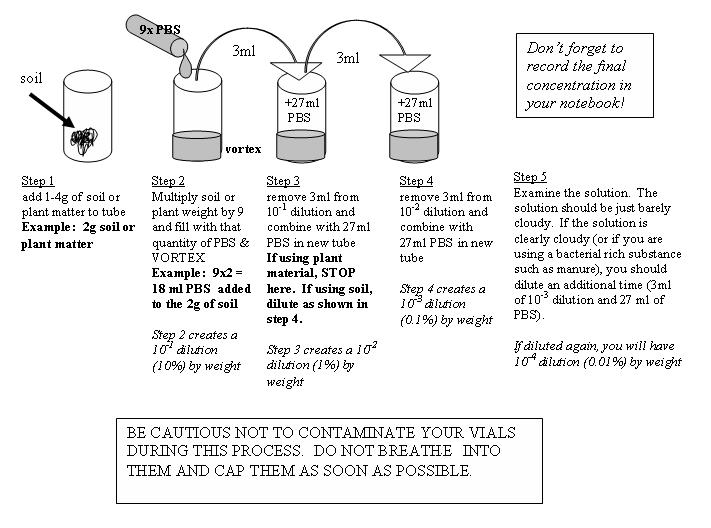 9x PBS
3ml
3ml
Don't forget to
record the final
concentration in
your notebook!
soil
+27ml
PBS
+27ml
PBS
vortex
Step 1
add 1-4g of soil or
plant matter to tube
Example: 2g soil or
plant matter
Step 2
Multiply soil or
plant weight by 9
and fill with that
quantity of PBS &
VORTEX
Example: 9x2 =
18 ml PBS added
to the 2g of soil
Step 2 creates a
10-1 dilution
(10%) by weight
Step 3
remove 3ml from
10-1 dilution and
combine with 27ml
PBS in new tube
If using plant
material, STOP
here. If using soil,
dilute as shown in
step 4.
Step 3 creates a 10-2
dilution (1%) by
weight
Step 4
remove 3ml from
10-2 dilution and
combine with
27ml PBS in new
tube
Step 4 creates a
10-3 dilution
(0.1%) by weight
Step 5
Examine the solution. The
solution should be just barely
cloudy. If the solution is
clearly cloudy (or if you are
using a bacterial rich substance
such as manure), you should
dilute an additional time (3ml
of 10-3 dilution and 27 ml of
PBS).
If diluted again, you will have
10-4 dilution (0.01%) by weight
BE CAUTIOUS NOT TO CONTAMINATE YOUR VIALS
DURING THIS PROCESS. DO NOT BREATHE INTO
THEM AND CAP THEM AS SOON AS POSSIBLE.